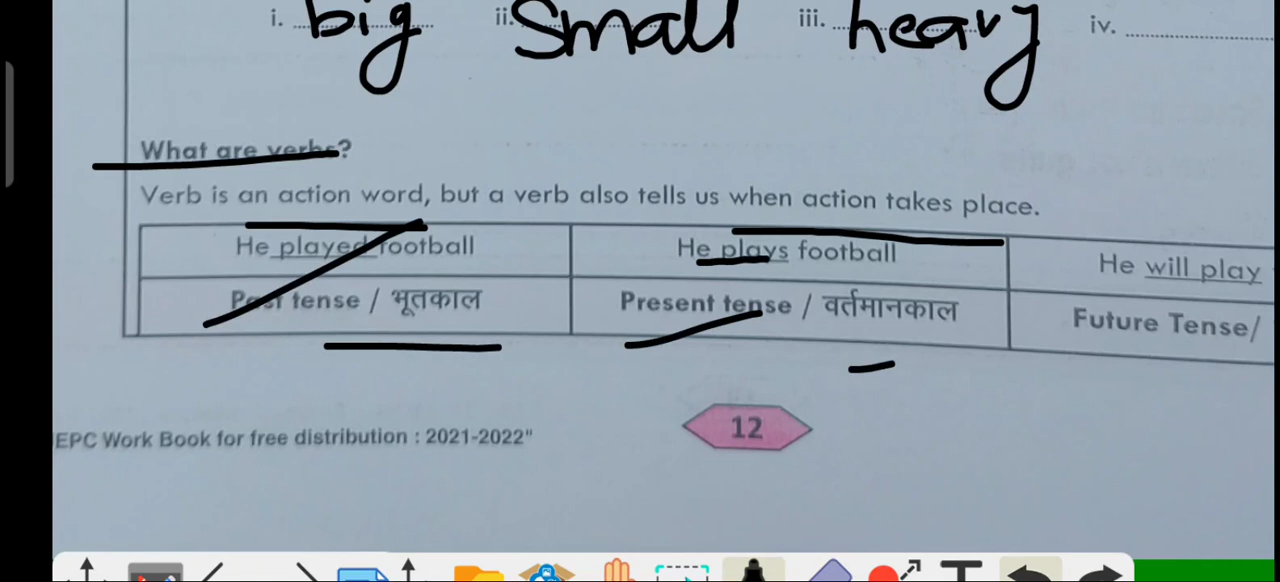 i. big ii. Small iii. heavy iv.
What are verbs?
Verb is an action word, but a verb also tells us when action takes place.
He played football He plays football He will play
Past tense / भूतकाल Present tense / वर्तमानकाल Future Tense/
EPC Work Book for free distribution : 2021-2022"
12